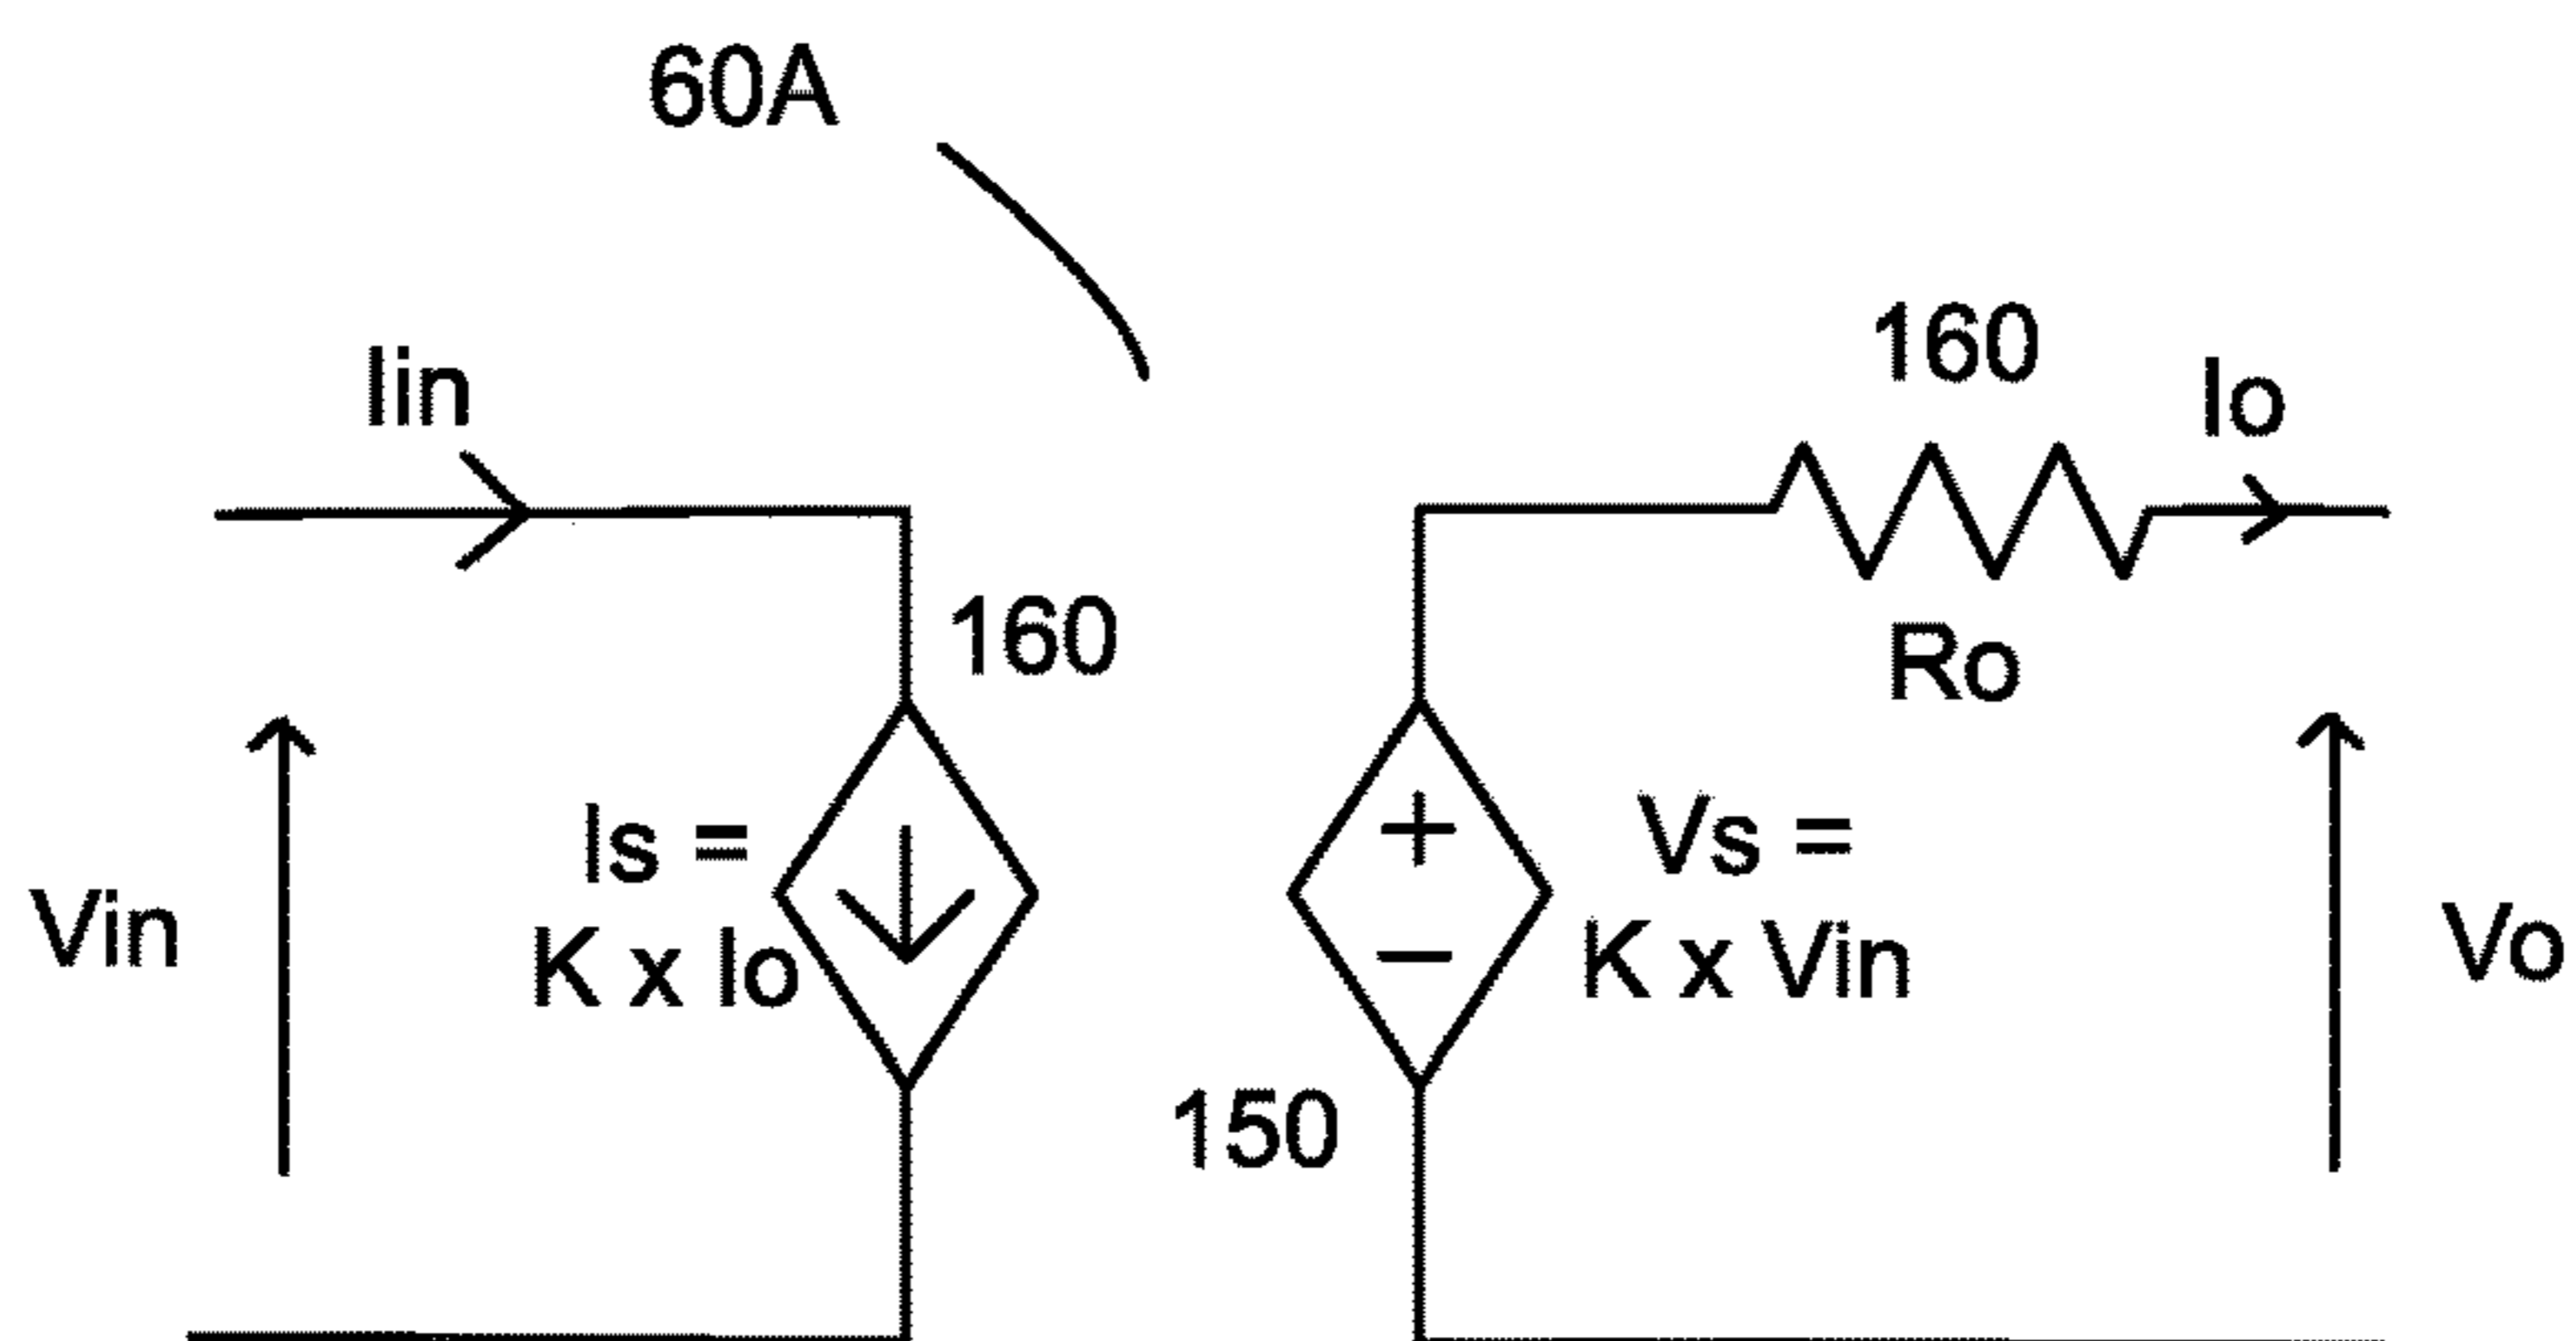 60A
Iin
160
Io
160
Ro
Is =
K x Io
Vs =
K x Vin
Vin
Vo
150